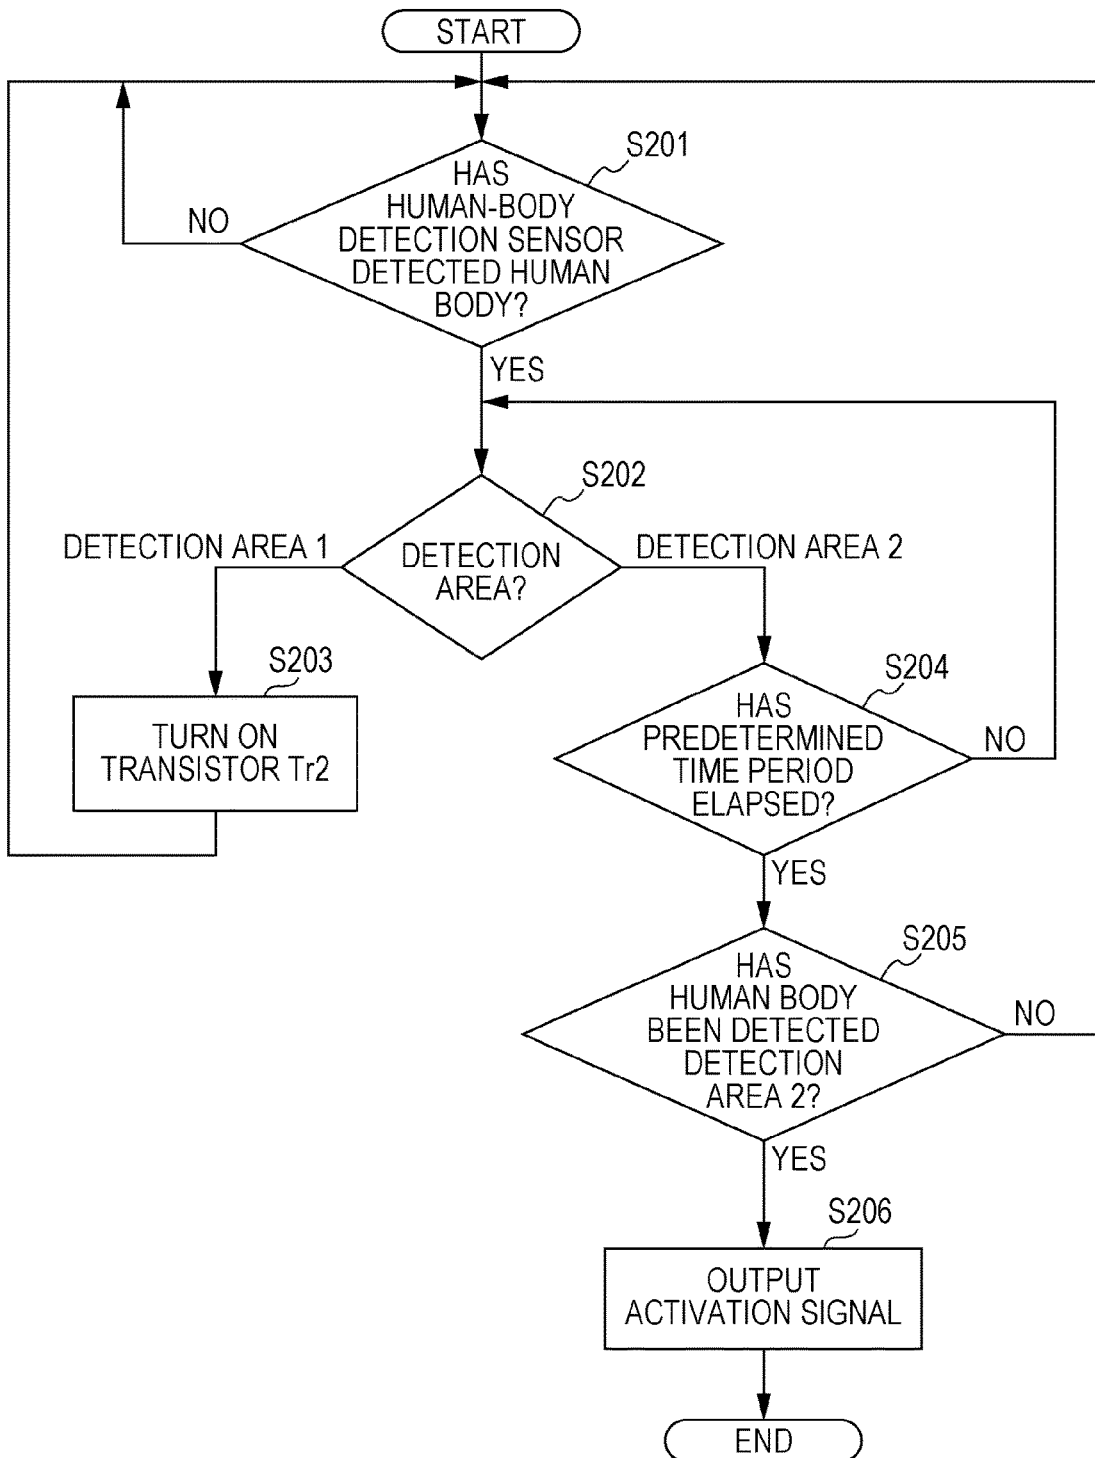 START
S201
HAS
HUMAN-BODY
DETECTION SENSOR
DETECTED HUMAN
BODY?
NO
YES
S202
DETECTION AREA 1
DETECTION
AREA?
DETECTION AREA 2
S203
TURN ON
TRANSISTOR Tr2
S204
HAS
PREDETERMINED
TIME PERIOD
ELAPSED?
NO
YES
S205
HAS
HUMAN BODY
BEEN DETECTED
DETECTION
AREA 2?
NO
YES
S206
OUTPUT
ACTIVATION SIGNAL
END